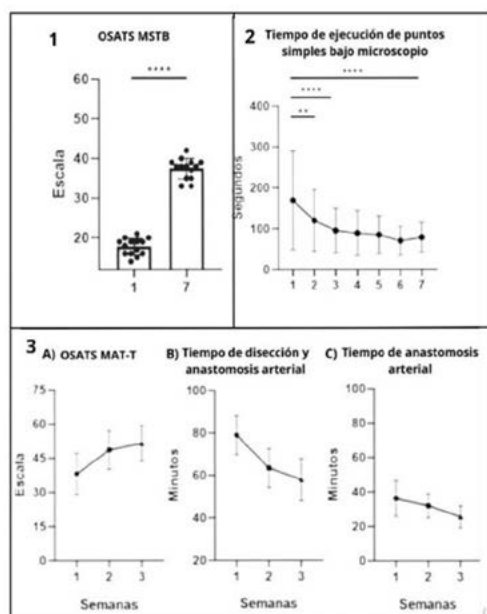 1 OSATS MSTB
****
60
40
20
Escala
1 7
2 Tiempo de ejecución de puntos
simples bajo microscopio
****
****
**
400
300
200
100
0
Segundos
1 2 3 4 5 6 7
3 A) OSATS MAT-T
75
60
45
30
15
0
Escala
1 2 3
Semanas
B) Tiempo de disección y
anastomosis arterial
100
80
60
40
20
Minutos
1 2 3
Semanas
C) Tiempo de anastomosis
arterial
100
80
60
40
20
0
Minutos
1 2 3
Semanas